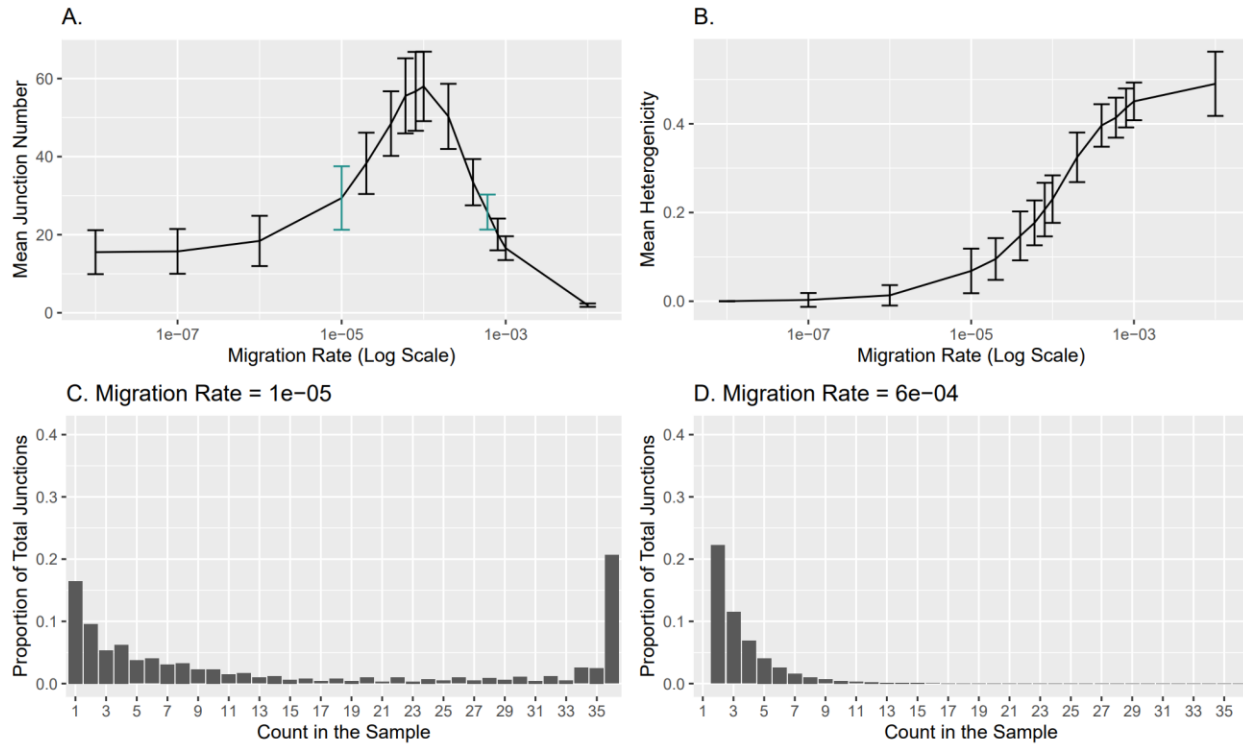 A.
Mean Junction Number
60
40
20
0
1e−07 1e−05 1e−03
Migration Rate (Log Scale)
B.
Mean Heterogenicity
0.4
0.2
0.0
1e−07 1e−05 1e−03
Migration Rate (Log Scale)
C. Migration Rate = 1e−05
Proportion of Total Junctions
0.4
0.3
0.2
0.1
0.0
1 3 5 7 9 11 13 15 17 19 21 23 25 27 29 31 33 35
Count in the Sample
D. Migration Rate = 6e−04
Proportion of Total Junctions
0.4
0.3
0.2
0.1
0.0
1 3 5 7 9 11 13 15 17 19 21 23 25 27 29 31 33 35
Count in the Sample